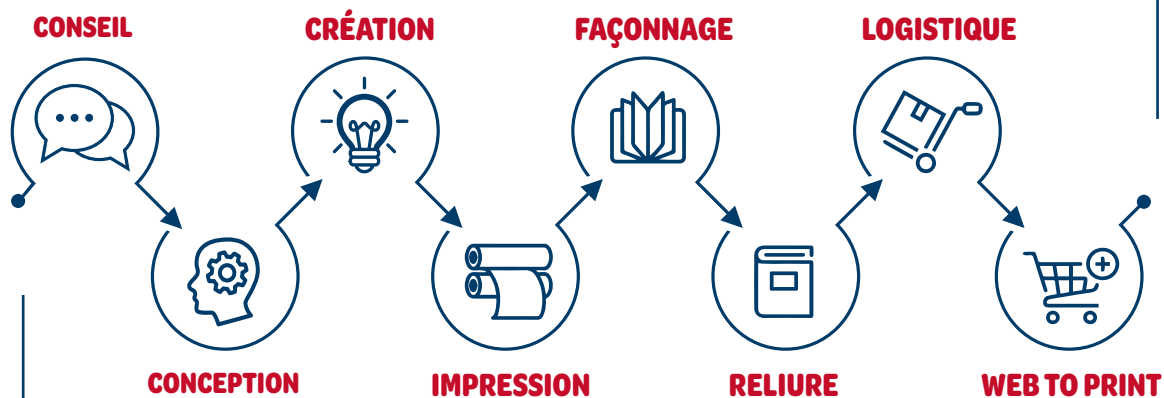 CONSEIL
CRÉATION
FAÇONNAGE
LOGISTIQUE
CONCEPTION
IMPRESSION
RELIURE
WEB TO PRINT